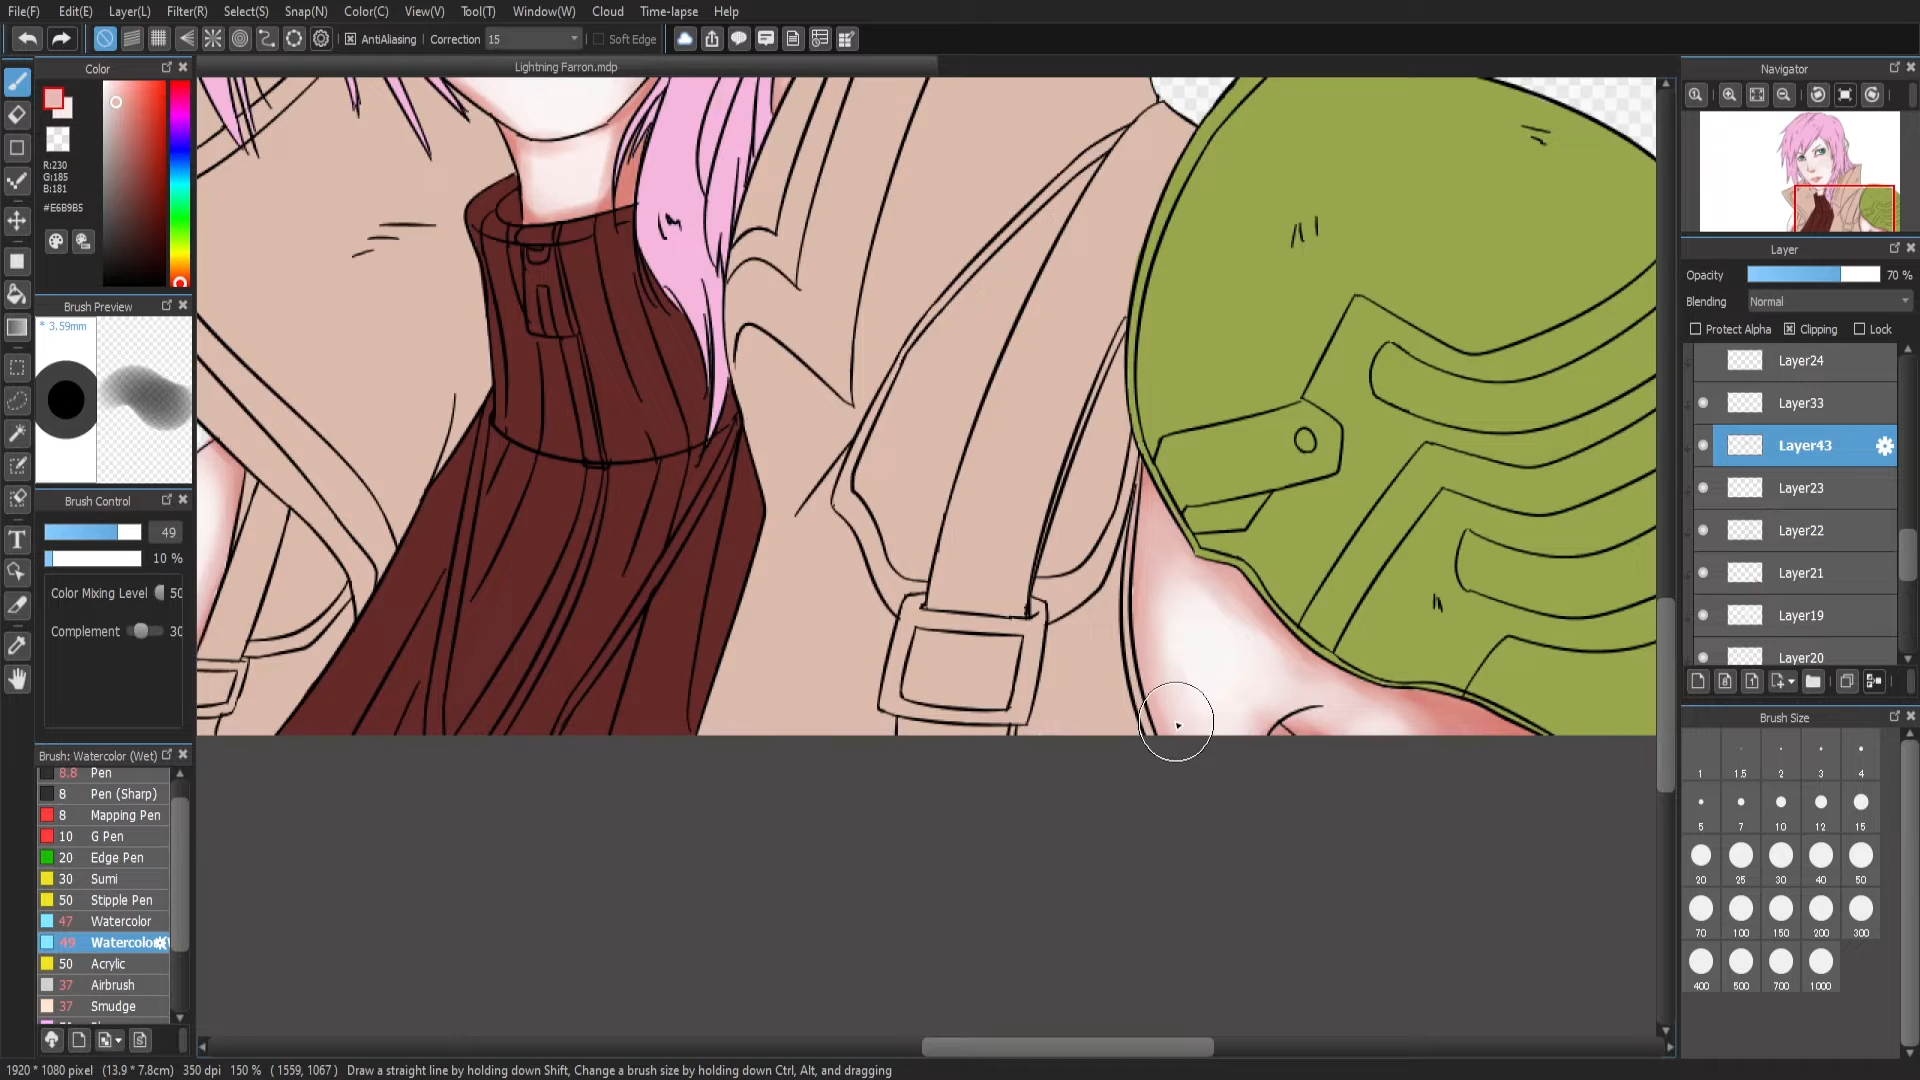 File(F) Edit(E) Layer(L) Filter(R) Select(S) Snap(N) Color(C) View(V) Tool(T) Window(W) Cloud Time-lapse Help
AntiAliasing Correction 15 Soft Edge
Lightning Farron.mdp
Color
R:230
G:185
B:181
#E6B9B5
Brush Preview
* 3.59mm
Brush Control
49
10 %
Color Mixing Level 50
Complement 30
Brush: Watercolor (Wet)
8.8 Pen
8 Pen (Sharp)
8 Mapping Pen
10 G Pen
20 Edge Pen
30 Sumi
50 Stipple Pen
47 Watercolor
49 Watercolo
50 Acrylic
37 Airbrush
37 Smudge
Navigator
Layer
Opacity 70 %
Blending Normal
Protect Alpha Clipping Lock
Layer24
Layer33
Layer43
Layer23
Layer22
Layer21
Layer19
Layer20
Brush Size
1 1.5 2 3 4
5 7 10 12 15
20 25 30 40 50
70 100 150 200 300
400 500 700 1000
1920 * 1080 pixel (13.9 * 7.8cm) 350 dpi 150 % ( 1559, 1067 ) Draw a straight line by holding down Shift, Change a brush size by holding down Ctrl, Alt, and dragging